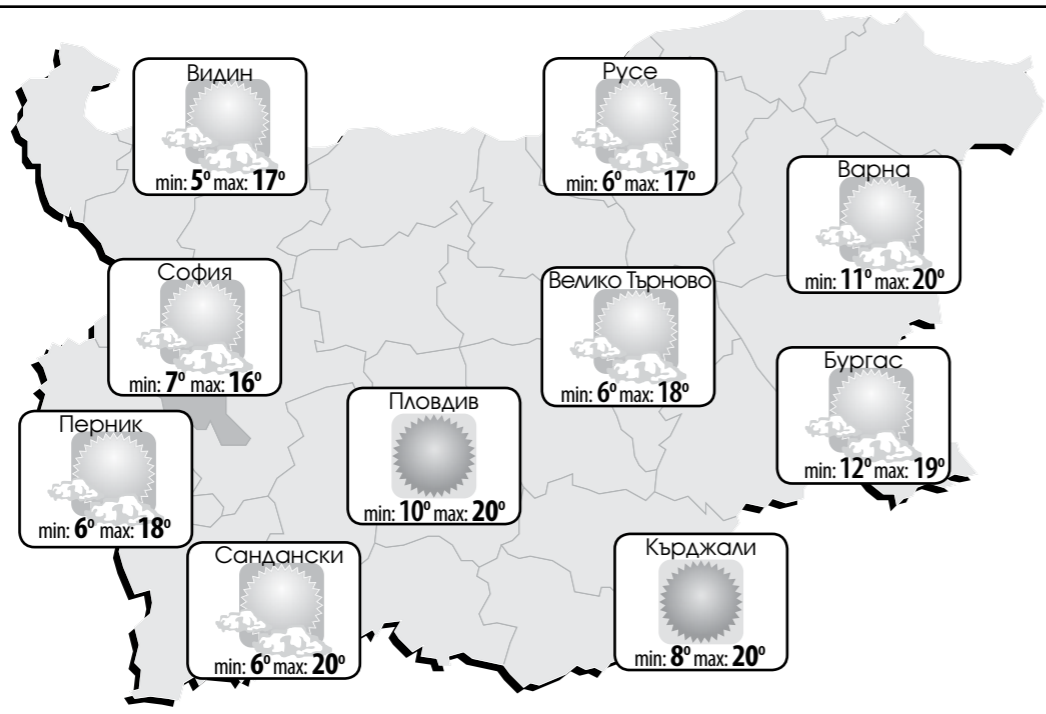 Видин
min: 5° max: 17°
Русе
min: 6° max: 17°
Варна
min: 11° max: 20°
София
min: 7° max: 16°
Велико Търново
min: 6° max: 18°
Бургас
min: 12° max: 19°
Пловдив
min: 10° max: 20°
Перник
min: 6° max: 18°
Сандански
min: 6° max: 20°
Кърджали
min: 8° max: 20°